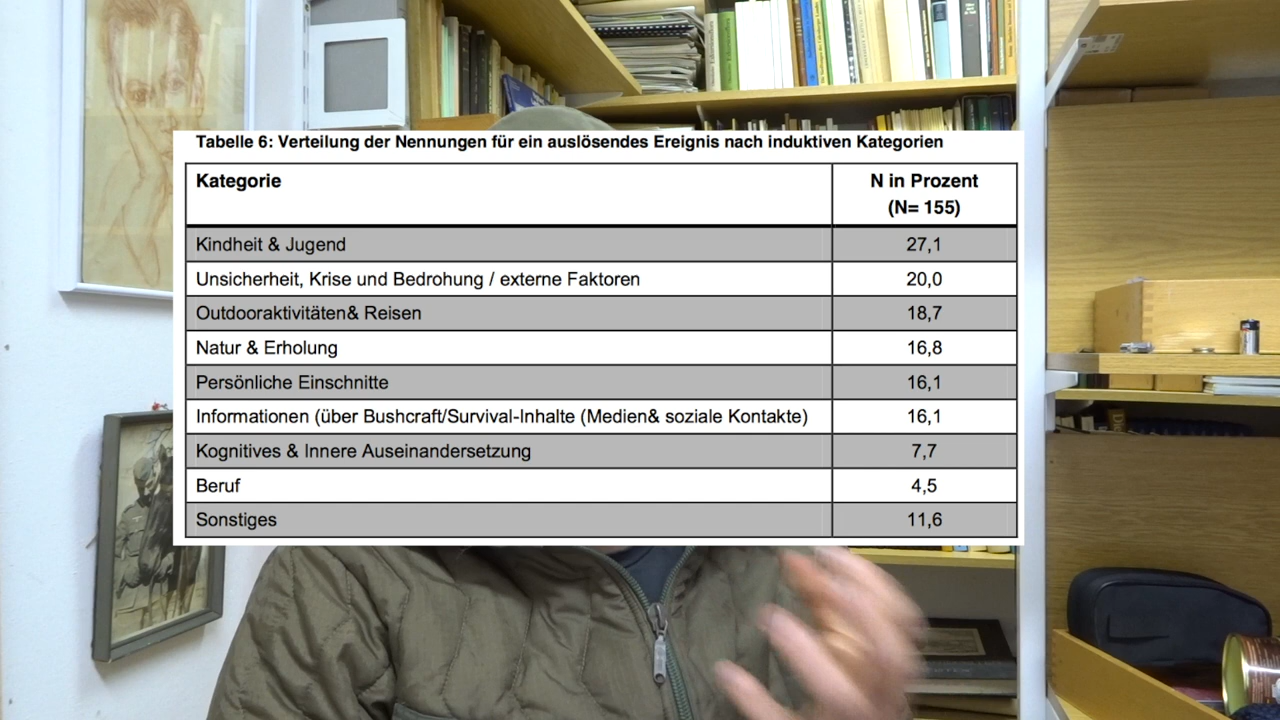 Tabelle 6: Verteilung der Nennungen für ein auslösendes Ereignis nach induktiven Kategorien
Kategorie N in Prozent
(N= 155)
Kindheit & Jugend 27,1
Unsicherheit, Krise und Bedrohung / externe Faktoren 20,0
Outdooraktivitäten& Reisen 18,7
Natur & Erholung 16,8
Persönliche Einschnitte 16,1
Informationen (über Bushcraft/Survival-Inhalte (Medien& soziale Kontakte) 16,1
Kognitives & Innere Auseinandersetzung 7,7
Beruf 4,5
Sonstiges 11,6